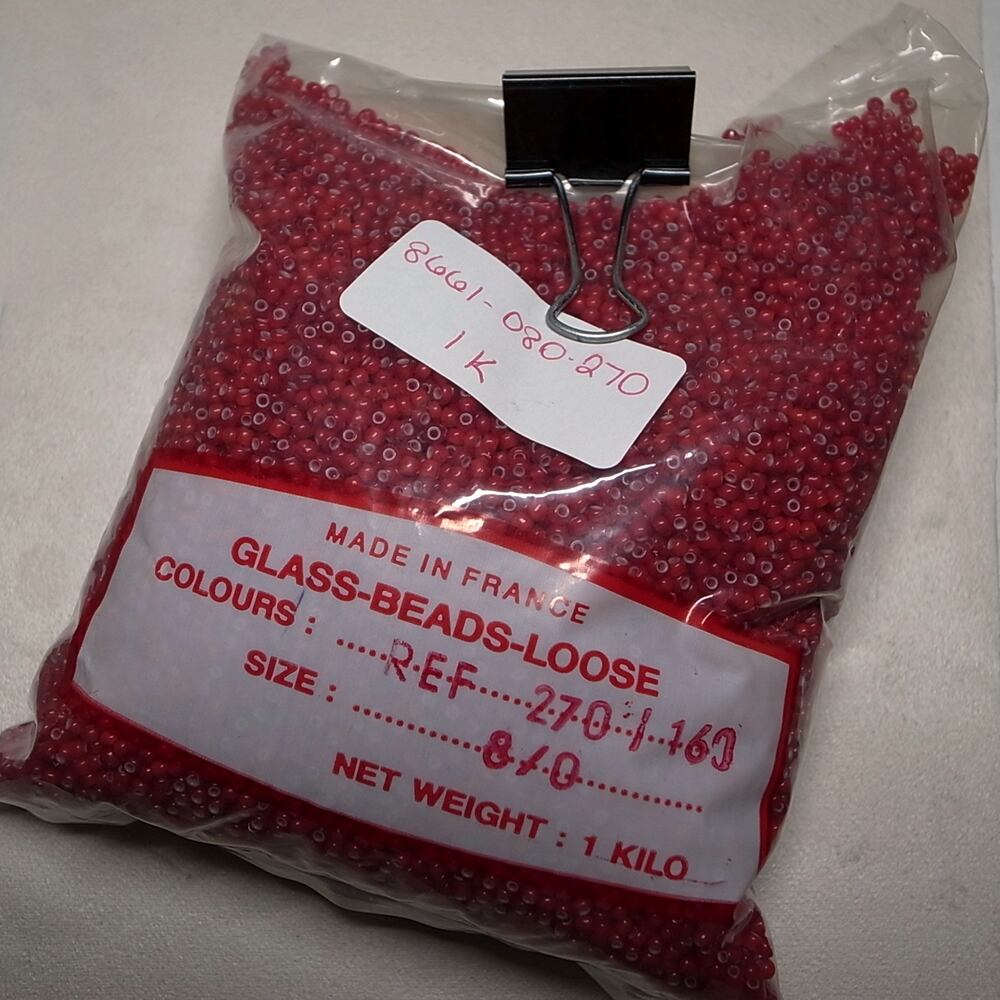 8661-080-270
1 K
MADE IN FRANCE
GLASS-BEADS-LOOSE
COLOURS : ....REF....270./.160
SIZE : ..........8/0..........
NET WEIGHT : 1 KILO